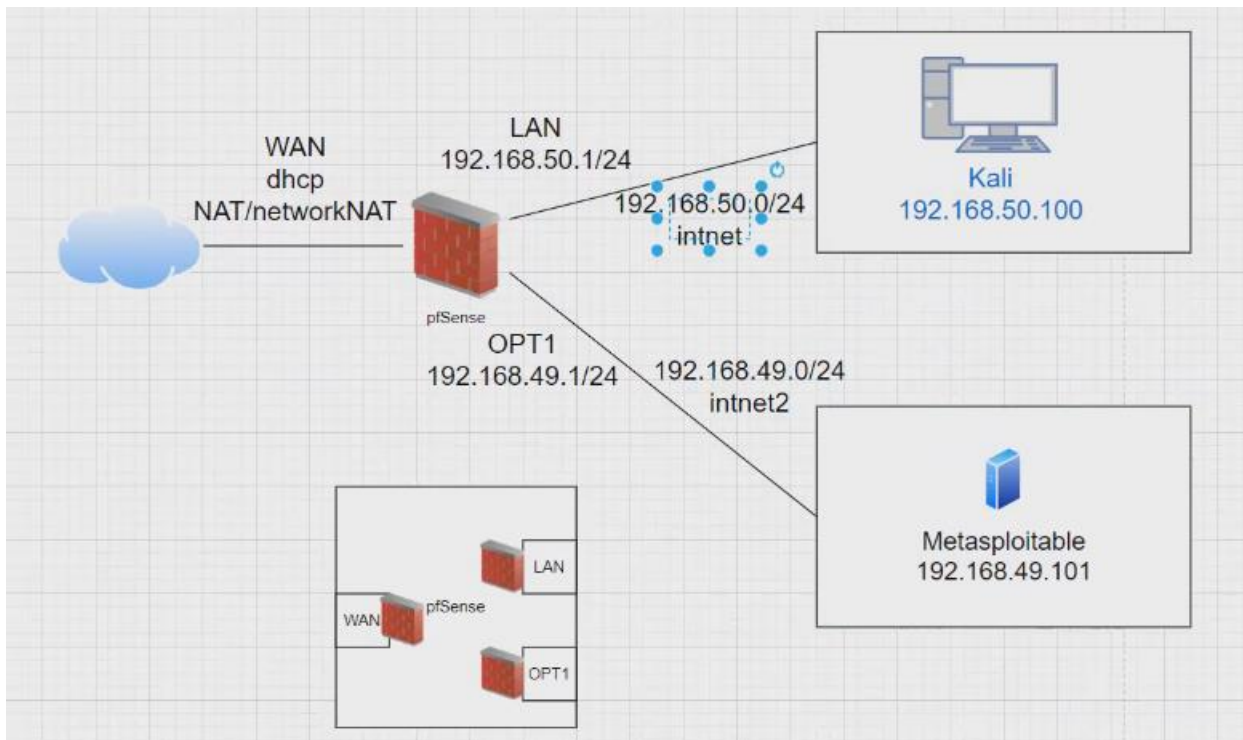 WAN
dhcp
NAT/networkNAT
LAN
192.168.50.1/24
192.168.50.0/24
intnet
Kali
192.168.50.100
pfSense
OPT1
192.168.49.1/24
192.168.49.0/24
intnet2
Metasploitable
192.168.49.101
LAN
WAN
pfSense
OPT1